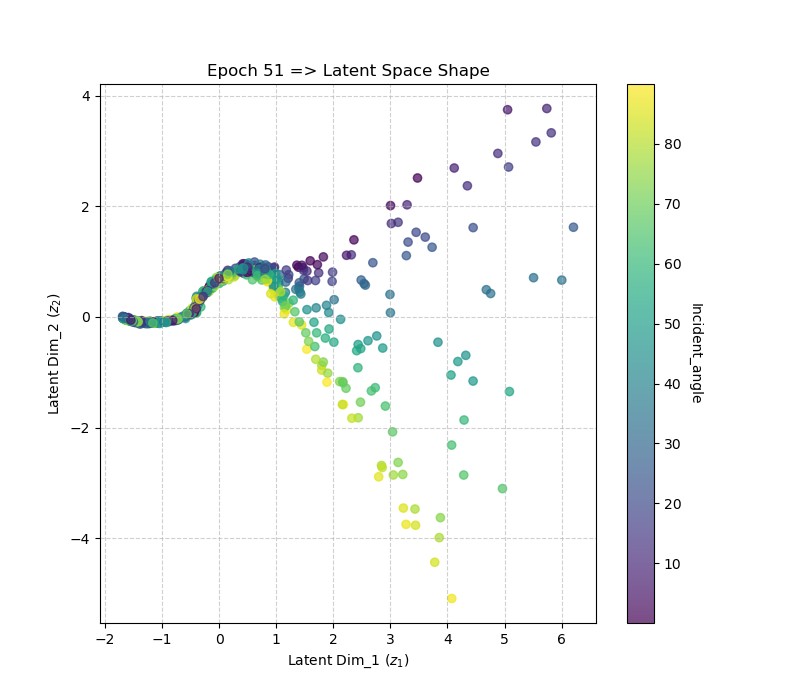 Epoch 51 => Latent Space Shape
4
2
0
−2
−4
Latent Dim_2 (z₂)
−2 −1 0 1 2 3 4 5 6
Latent Dim_1 (z₁)
80
70
60
50
40
30
20
10
Incident_angle